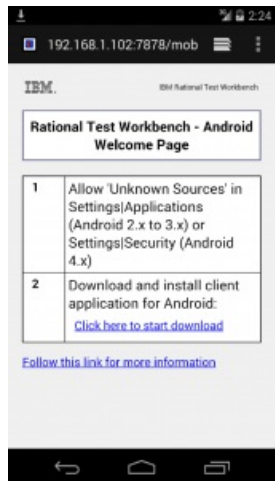 2:24
192.168.1.102:7878/mob
IBM.
IBM Rational Test Workbench
Rational Test Workbench - Android
Welcome Page
1
Allow 'Unknown Sources' in
Settings|Applications
(Android 2.x to 3.x) or
Settings|Security (Android
4.x)
2
Download and install client
application for Android:
Click here to start download
Follow this link for more information